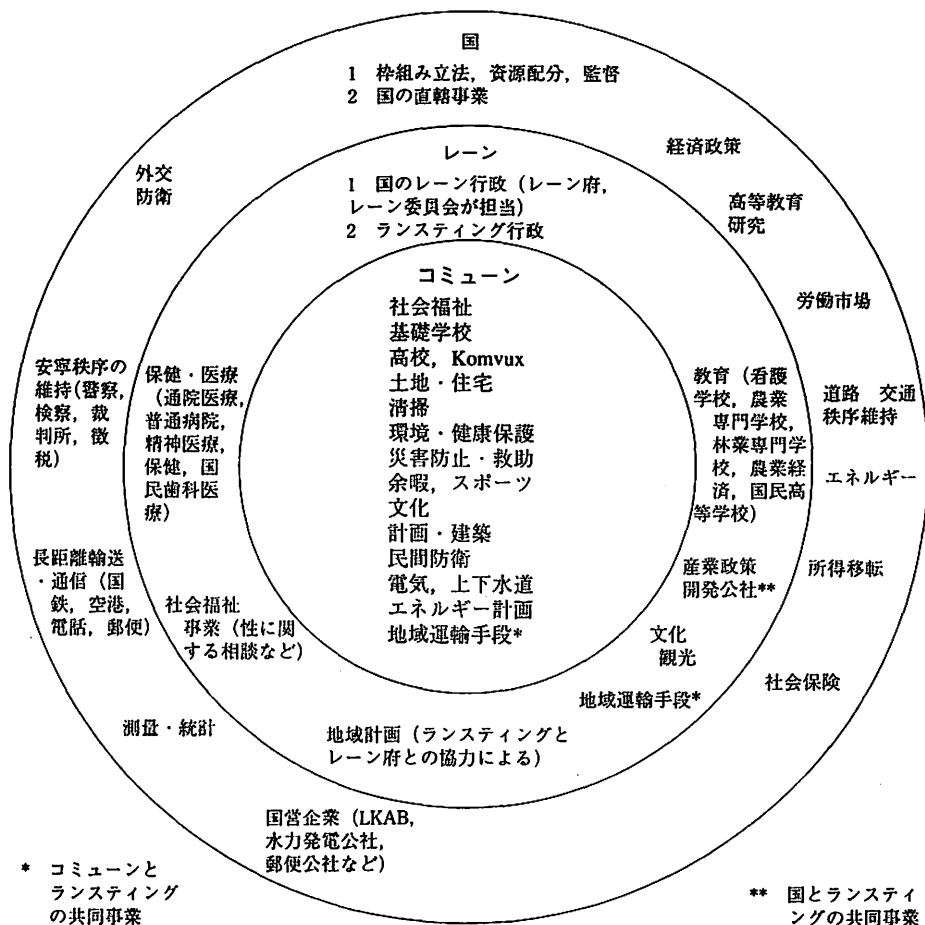 国
1 枠組み立法，資源配分，監督
2 国の直轄事業
経済政策
高等教育
研究
労働市場
道路 交通
秩序維持
エネルギー
所得移転
社会保険
国営企業（LKAB，
水力発電公社，
郵便公社など）
測量・統計
長距離輸送
・通信（国
鉄，空港，
電話，郵便）
安寧秩序の
維持（警察，
検察，裁
判所，徴
税）
外交
防衛
レーン
1 国のレーン行政（レーン府，
レーン委員会が担当）
2 ランスティング行政
教育（看護
学校，農業
専門学校，
林業専門学
校，農業経
済，国民高
等学校）
産業政策
開発公社**
文化
観光
地域運輸手段*
地域計画（ランスティングと
レーン府との協力による）
社会福祉
事業（性に関
する相談など）
保健・医療
（通院医療，
普通病院，
精神医療，
保健，国
民歯科医
療）
コミューン
社会福祉
基礎学校
高校，Komvux
土地・住宅
清掃
環境・健康保護
災害防止・救助
余暇，スポーツ
文化
計画・建築
民間防衛
電気，上下水道
エネルギー計画
地域運輸手段*
* コミューンと
ランスティング
の共同事業
** 国とランスティ
ングの共同事業